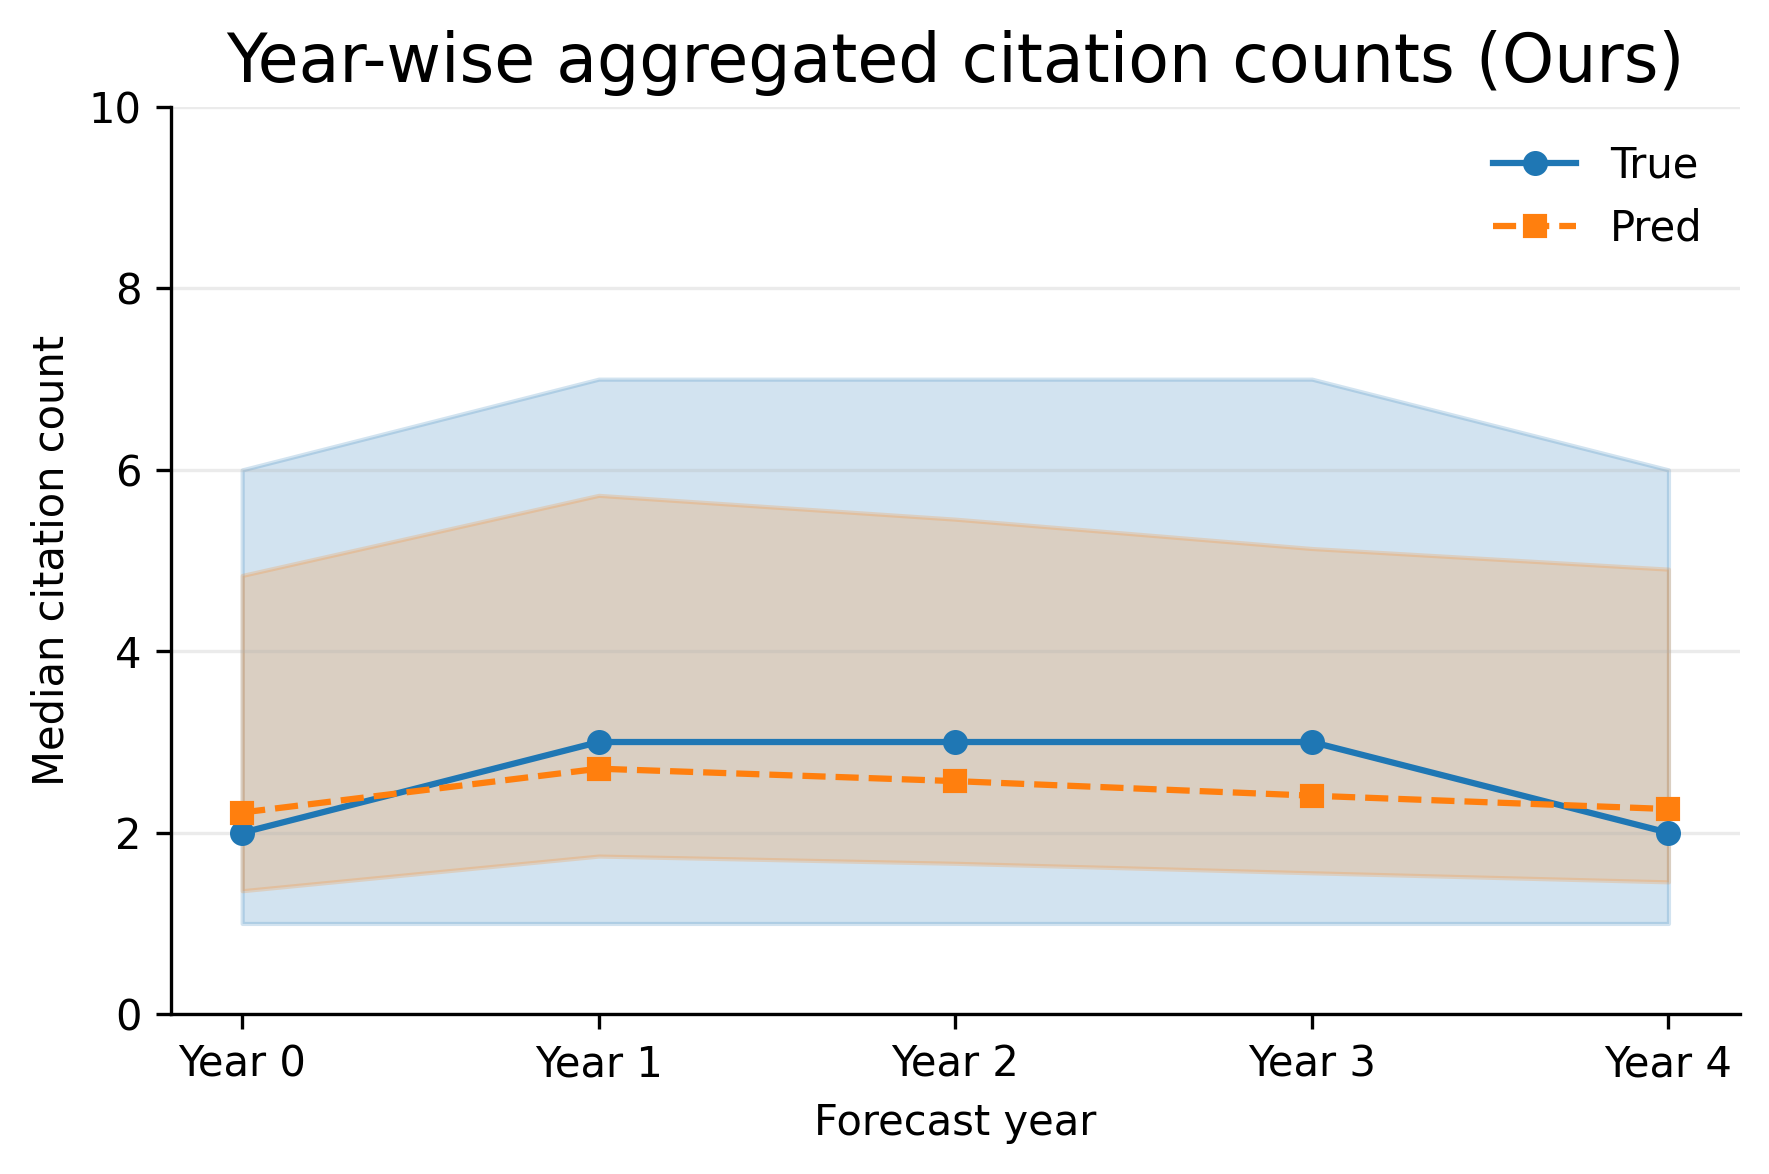 Year-wise aggregated citation counts (Ours)
10
8
6
4
2
0
Median citation count
True
Pred
Year 0 Year 1 Year 2 Year 3 Year 4
Forecast year